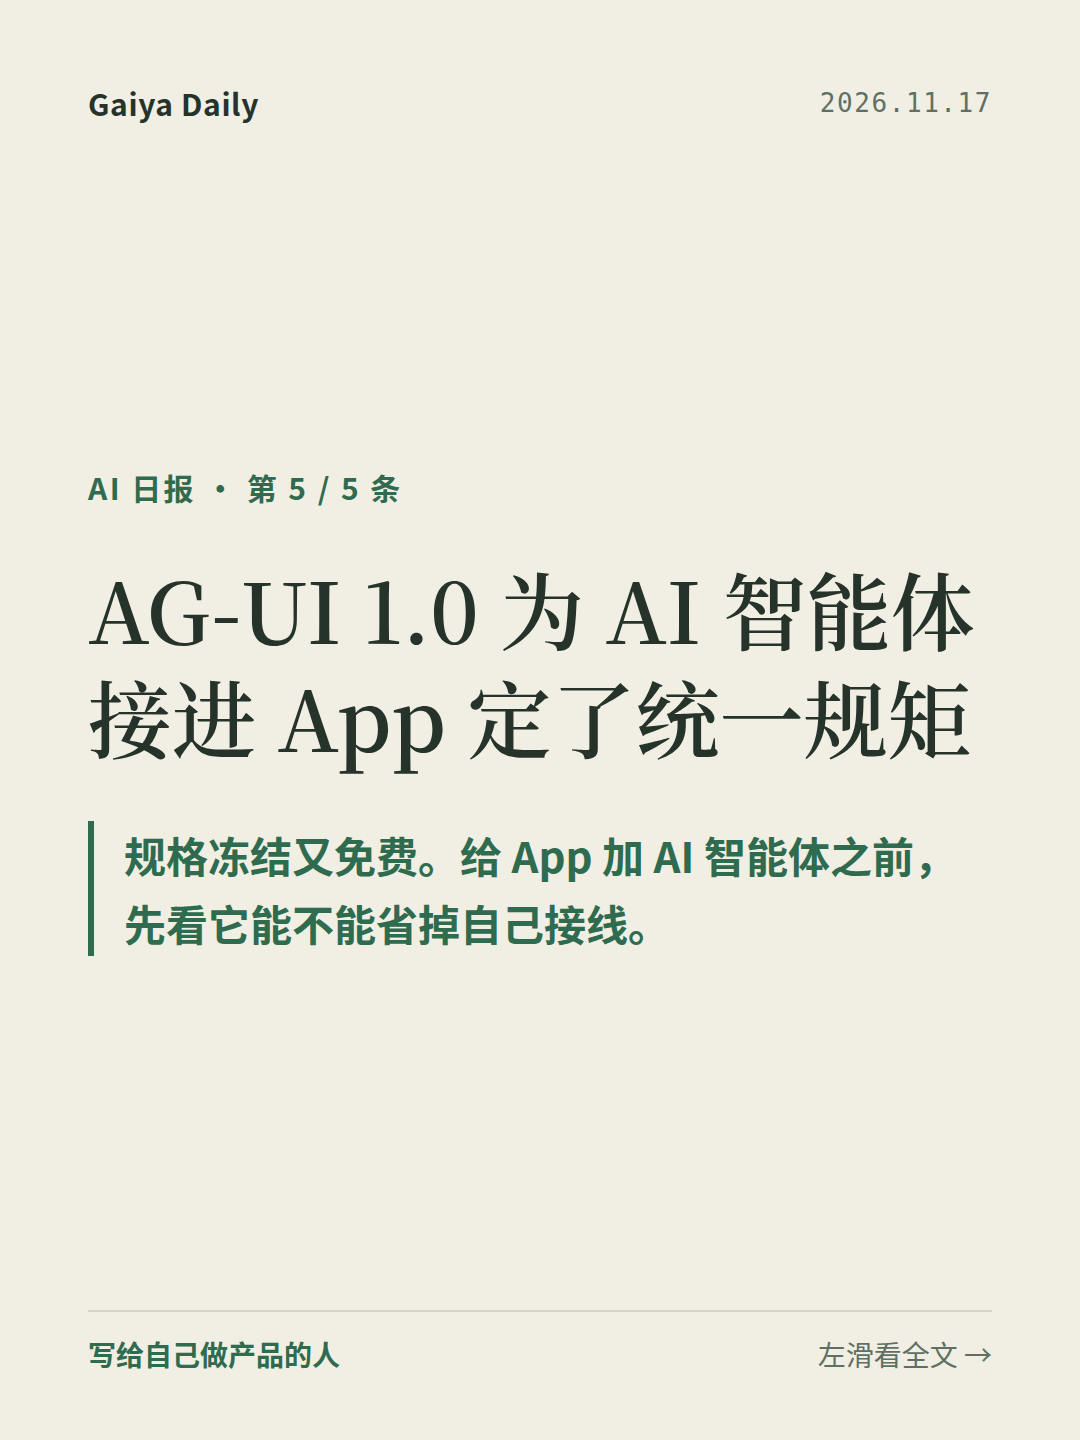 Gaiya Daily
2026.11.17
AI 日报 · 第 5 / 5 条
AG-UI 1.0 为 AI 智能体
接进 App 定了统一规矩
规格冻结又免费。给 App 加 AI 智能体之前，
先看它能不能省掉自己接线。
写给自己做产品的人
左滑看全文 →